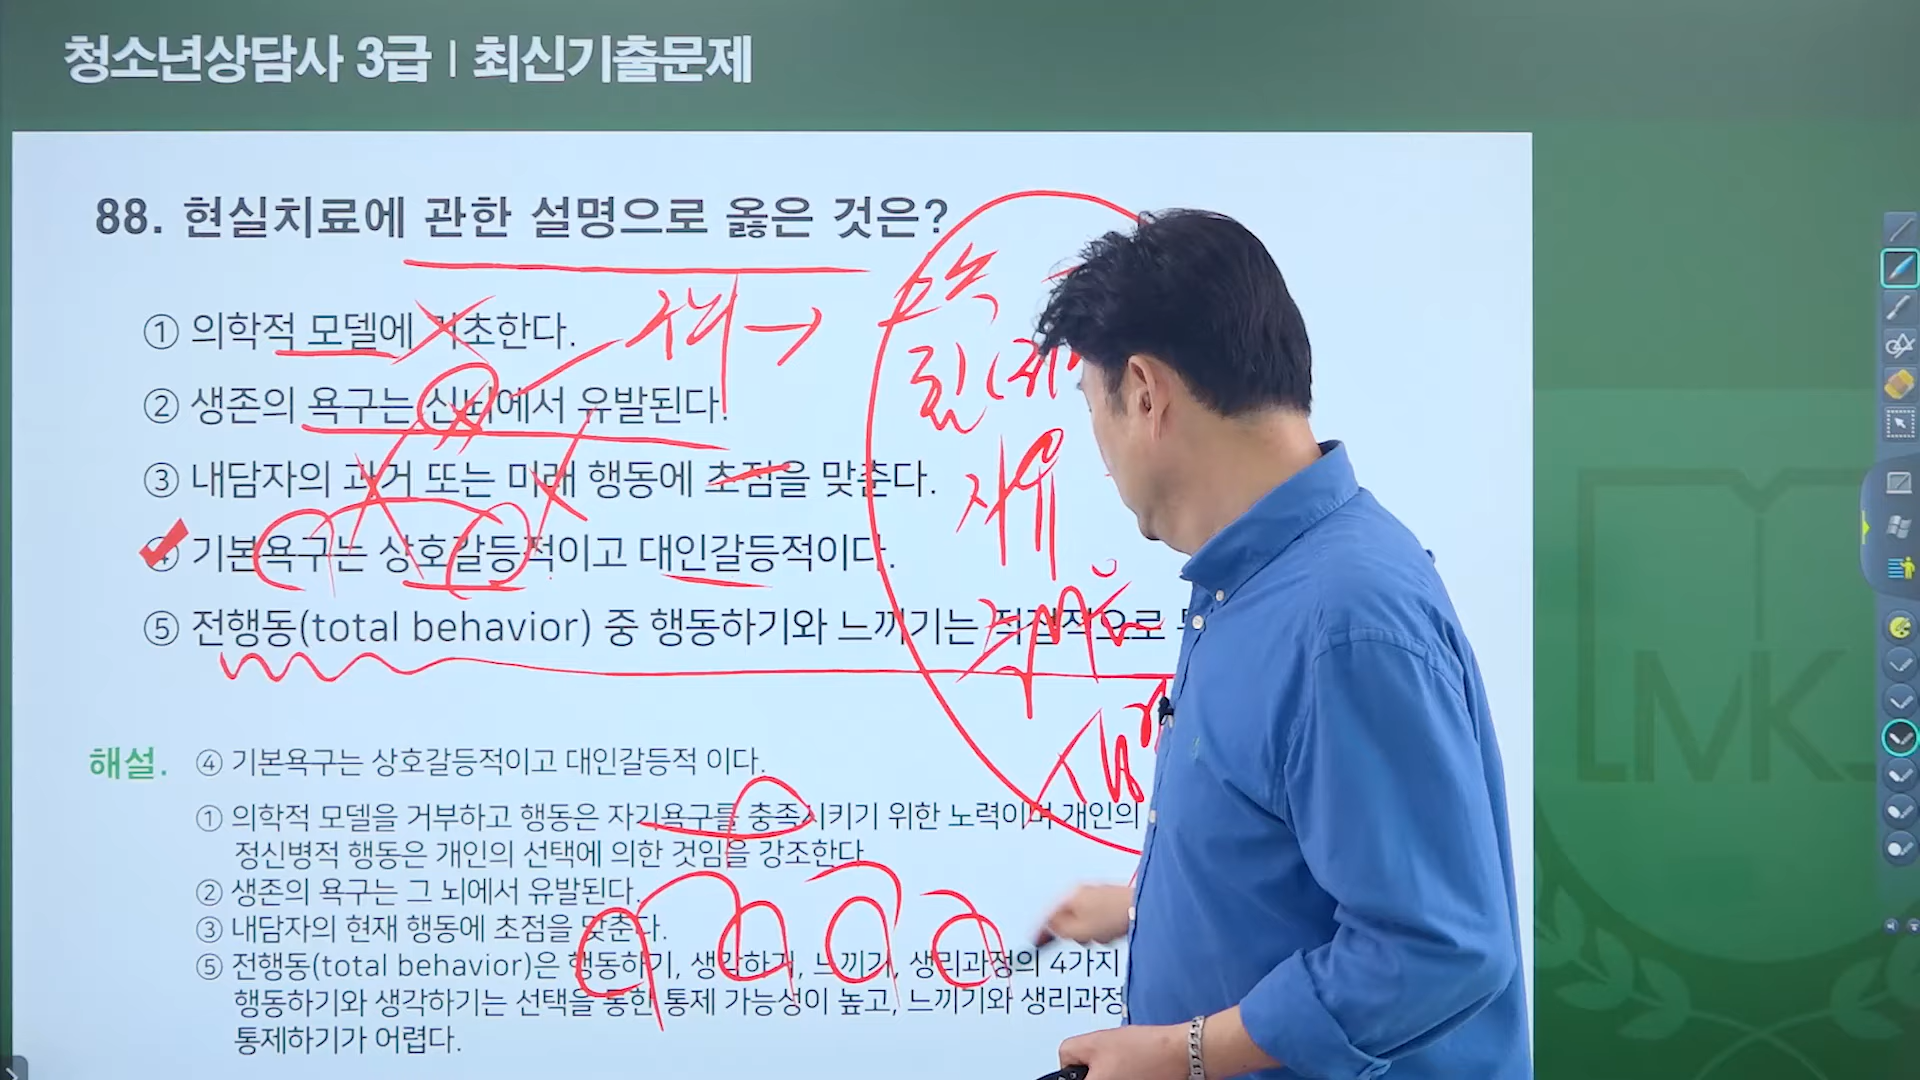 청소년상담사 3급 | 최신기출문제
88. 현실치료에 관한 설명으로 옳은 것은?
① 의학적 모델에 기초한다.
② 생존의 욕구는 신뇌에서 유발된다.
구뇌 →
③ 내담자의 과거 또는 미래 행동에 초점을 맞춘다.
④ 기본욕구는 상호갈등적이고 대인갈등적이다.
⑤ 전행동(total behavior) 중 행동하기와 느끼기는 직접적으로
소속
힘
자유
즐거움
해설. ④ 기본욕구는 상호갈등적이고 대인갈등적 이다.
① 의학적 모델을 거부하고 행동은 자기욕구를 충족시키기 위한 노력이며 개인의
정신병적 행동은 개인의 선택에 의한 것임을 강조한다
② 생존의 욕구는 그 뇌에서 유발된다.
③ 내담자의 현재 행동에 초점을 맞춘다.
⑤ 전행동(total behavior)은 행동하기, 생각하기, 느끼기, 생리과정의 4가지
행동하기와 생각하기는 선택을 통한 통제 가능성이 높고, 느끼기와 생리과정
통제하기가 어렵다.
MK